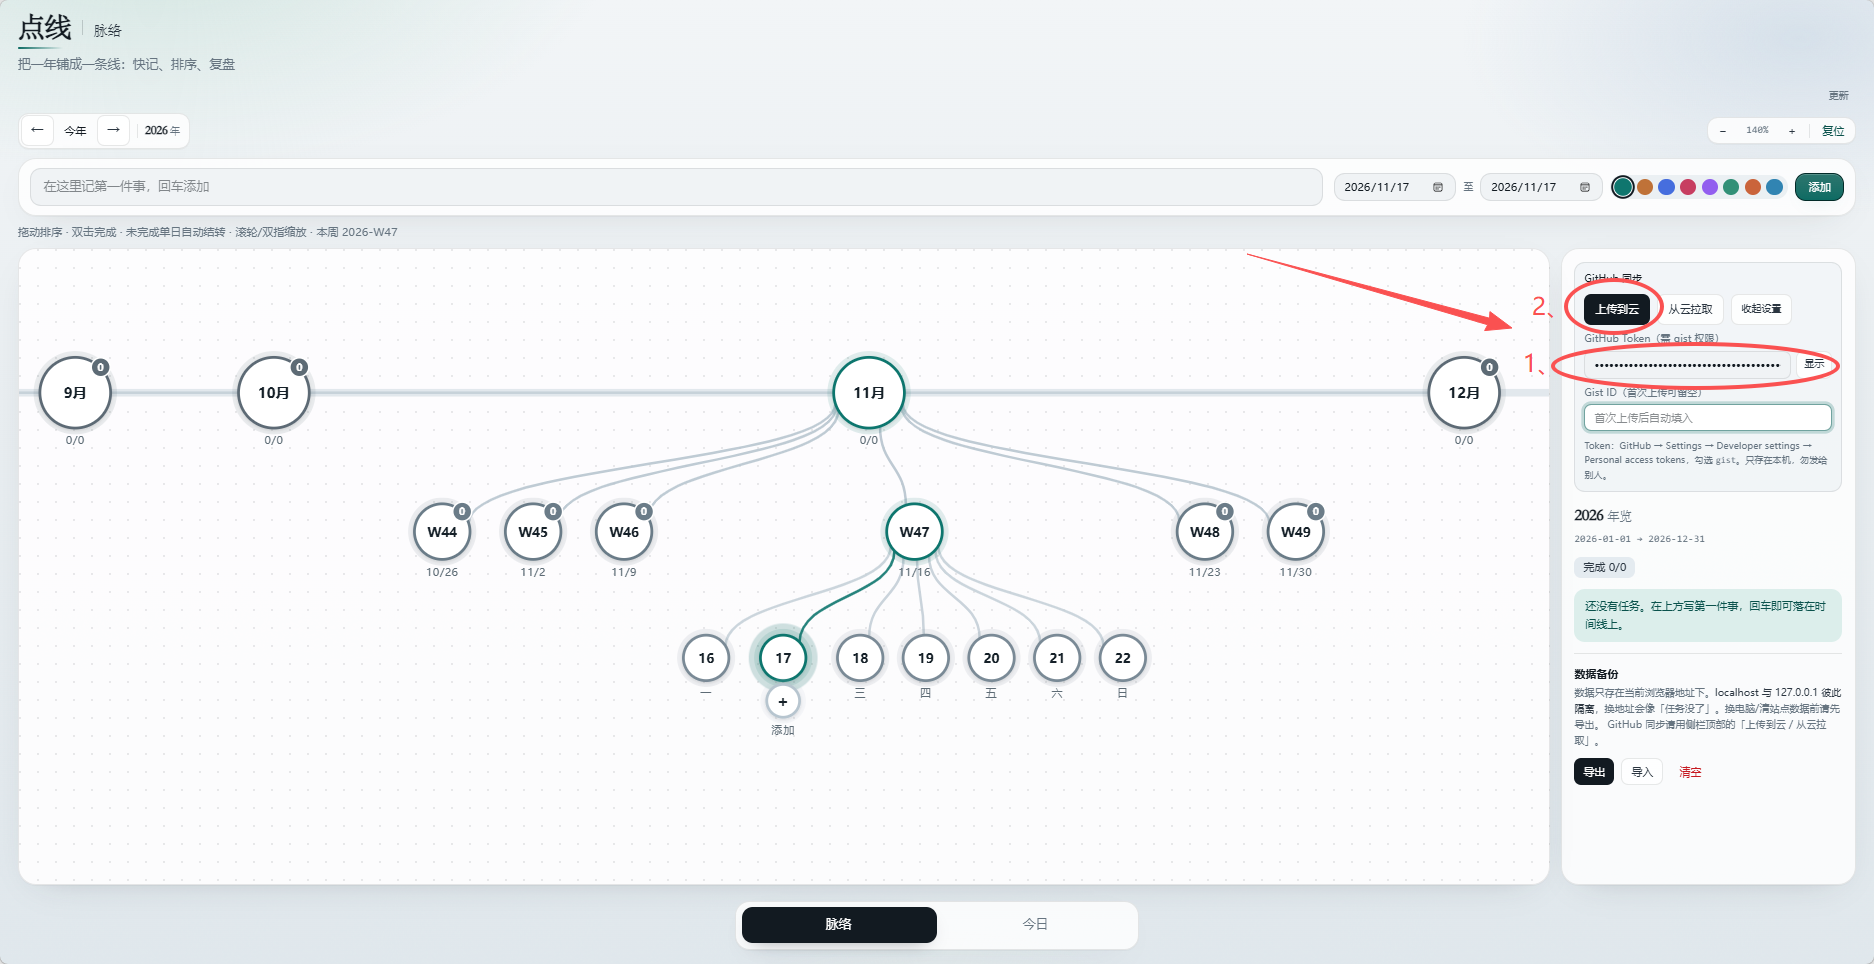 点线 脉络
把一年铺成一条线：快记、排序、复盘
更新
← 今年 → 2026 年
− 140% + 复位
在这里记第一件事，回车添加
2026/11/17 至 2026/11/17
添加
拖动排序 · 双击完成 · 未完成单日自动结转 · 滚轮/双指缩放 · 本周 2026-W47
0 0 0
9月 10月 11月 12月
0/0 0/0 0/0 0/0
0 0 0 0 0
W44 W45 W46 W47 W48 W49
10/26 11/2 11/9 11/16 11/23 11/30
16 17 18 19 20 21 22
一 三 四 五 六 日
+
添加
GitHub 同步
2、
上传到云 从云拉取 收起设置
GitHub Token（需 gist 权限）
1、
显示
Gist ID（首次上传可留空）
首次上传后自动填入
Token：GitHub → Settings → Developer settings →
Personal access tokens，勾选 gist。只存在本机，勿发给
别人。
2026 年览
2026-01-01 → 2026-12-31
完成 0/0
还没有任务。在上方写第一件事，回车即可落在时
间线上。
数据备份
数据只存在当前浏览器地址下。localhost 与 127.0.0.1 彼此
隔离，换地址会像「任务没了」。换电脑/清站点数据前请先
导出。 GitHub 同步请用侧栏顶部的「上传到云 / 从云拉
取」。
导出 导入 清空
脉络 今日